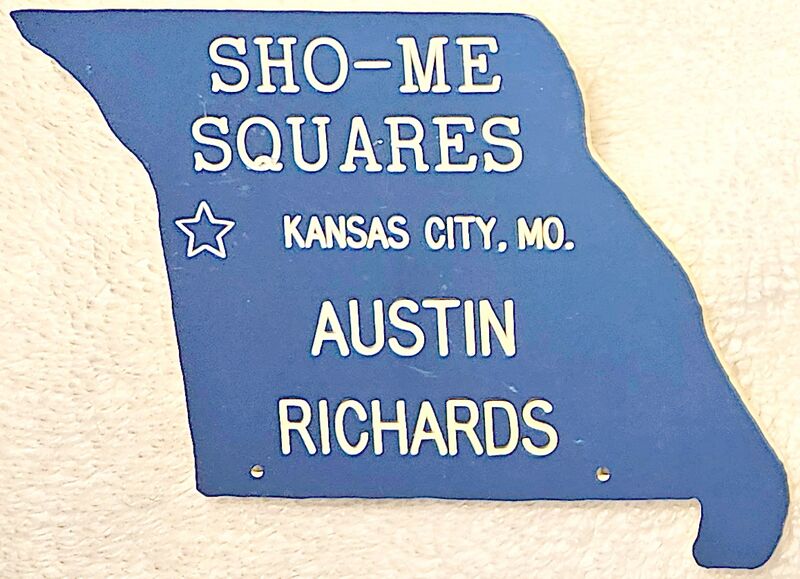 SHO-ME
SQUARES
KANSAS CITY, MO.
AUSTIN
RICHARDS